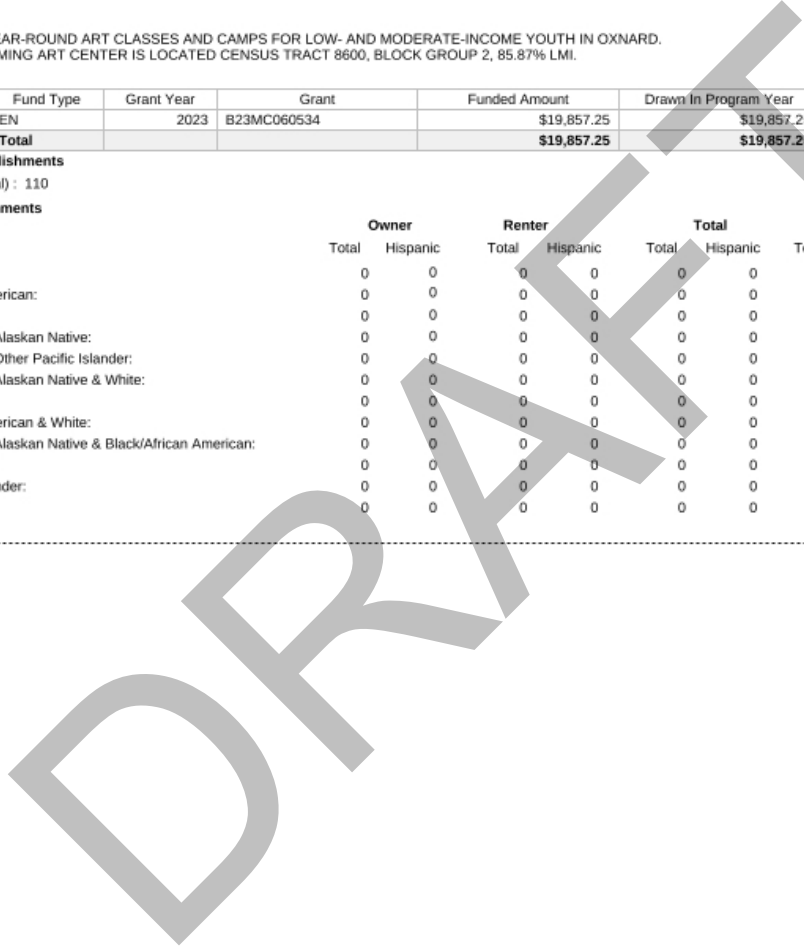 EAR-ROUND ART CLASSES AND CAMPS FOR LOW- AND MODERATE-INCOME YOUTH IN OXNARD.
MING ART CENTER IS LOCATED CENSUS TRACT 8600, BLOCK GROUP 2, 85.87% LMI.
Fund Type Grant Year Grant Funded Amount Drawn In Program Year
EN 2023 B23MC060534 $19,857.25 $19,857.2
Total $19,857.25 $19,857.2
lishments
l) : 110
ments
Owner Renter Total
Total Hispanic Total Hispanic Total Hispanic To
0 0 0 0 0 0
erican: 0 0 0 0 0 0
0 0 0 0 0 0
Alaskan Native: 0 0 0 0 0 0
Other Pacific Islander: 0 0 0 0 0 0
Alaskan Native & White: 0 0 0 0 0 0
0 0 0 0 0 0
erican & White: 0 0 0 0 0 0
Alaskan Native & Black/African American: 0 0 0 0 0 0
0 0 0 0 0 0
nder: 0 0 0 0 0 0
0 0 0 0 0 0
DRAFT